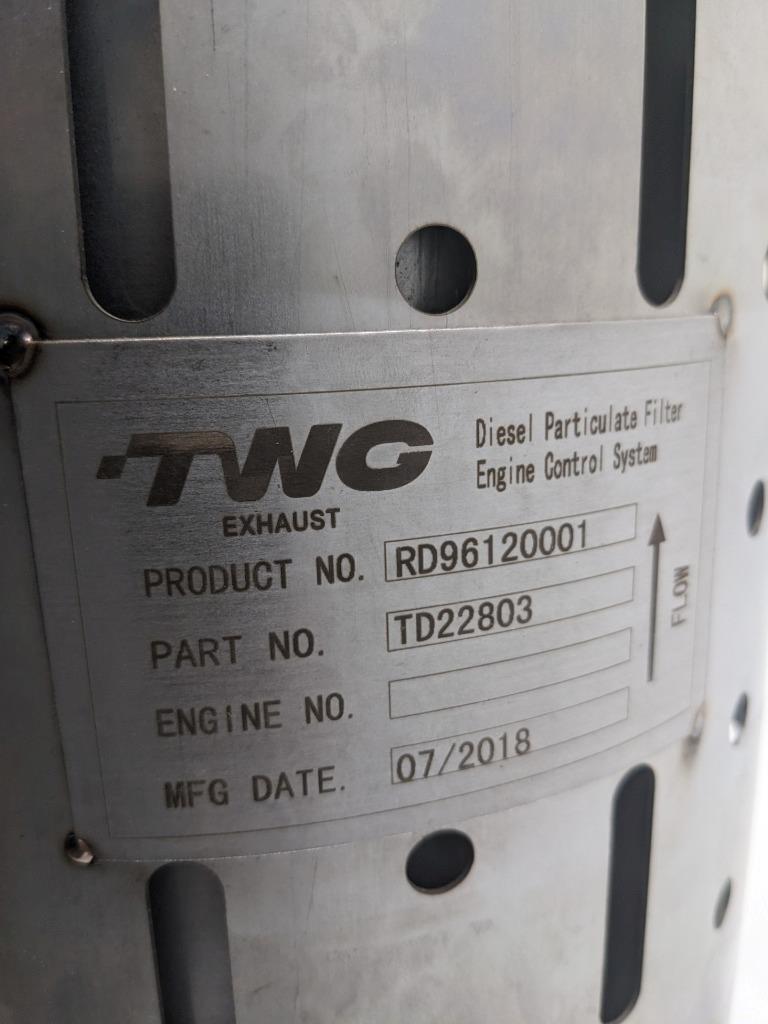 TWG
EXHAUST
Diesel Particulate Filter
Engine Control System
PRODUCT NO. RD96120001
PART NO. TD22803
ENGINE NO.
MFG DATE. 07/2018
FLOW